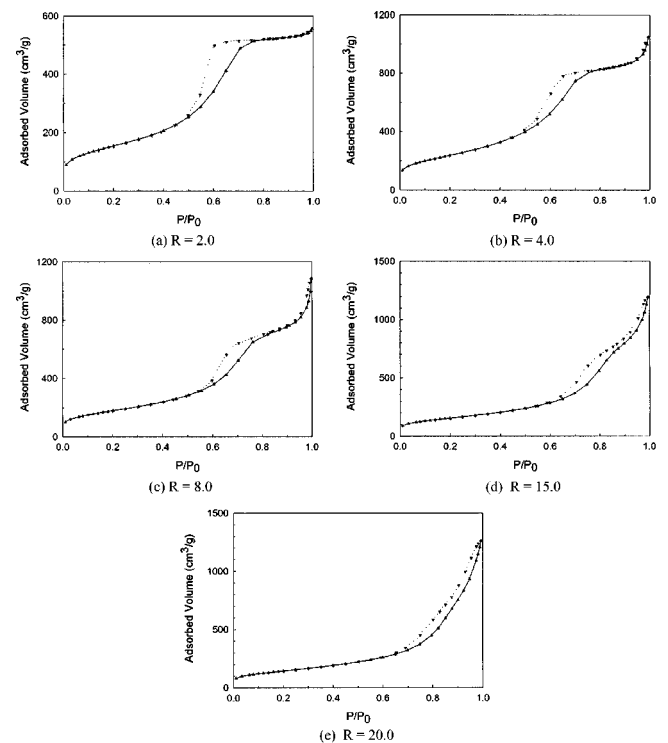 600
400
200
0
Adsorbed Volume (cm³/g)
0.0 0.2 0.4 0.6 0.8 1.0
P/P₀
(a) R = 2.0
1200
800
400
0
Adsorbed Volume (cm³/g)
0.0 0.2 0.4 0.6 0.8 1.0
P/P₀
(b) R = 4.0
1200
800
400
0
Adsorbed Volume (cm³/g)
0.0 0.2 0.4 0.6 0.8 1.0
P/P₀
(c) R = 8.0
1500
1000
500
0
Adsorbed Volume (cm³/g)
0.0 0.2 0.4 0.6 0.8 1.0
P/P₀
(d) R = 15.0
1500
1000
500
0
Adsorbed Volume (cm³/g)
0.0 0.2 0.4 0.6 0.8 1.0
P/P₀
(e) R = 20.0